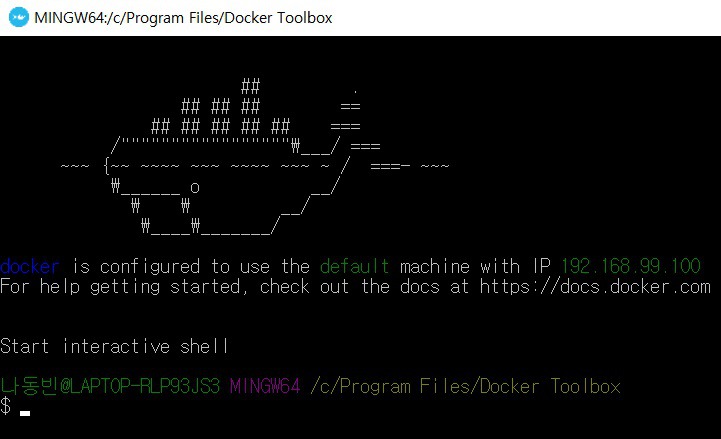 MINGW64:/c/Program Files/Docker Toolbox
                        ##         .
                  ## ## ##        ==
               ## ## ## ## ##    ===
           /"""""""""""""""""₩___/ ===
      ~~~ {~~ ~~~~ ~~~ ~~~~ ~~~ ~ /  ===- ~~~
           ₩______ o           __/
             ₩    ₩         __/
              ₩____₩_______/
docker is configured to use the default machine with IP 192.168.99.100
For help getting started, check out the docs at https://docs.docker.com
Start interactive shell
나동빈@LAPTOP-RLP93JS3 MINGW64 /c/Program Files/Docker Toolbox
$